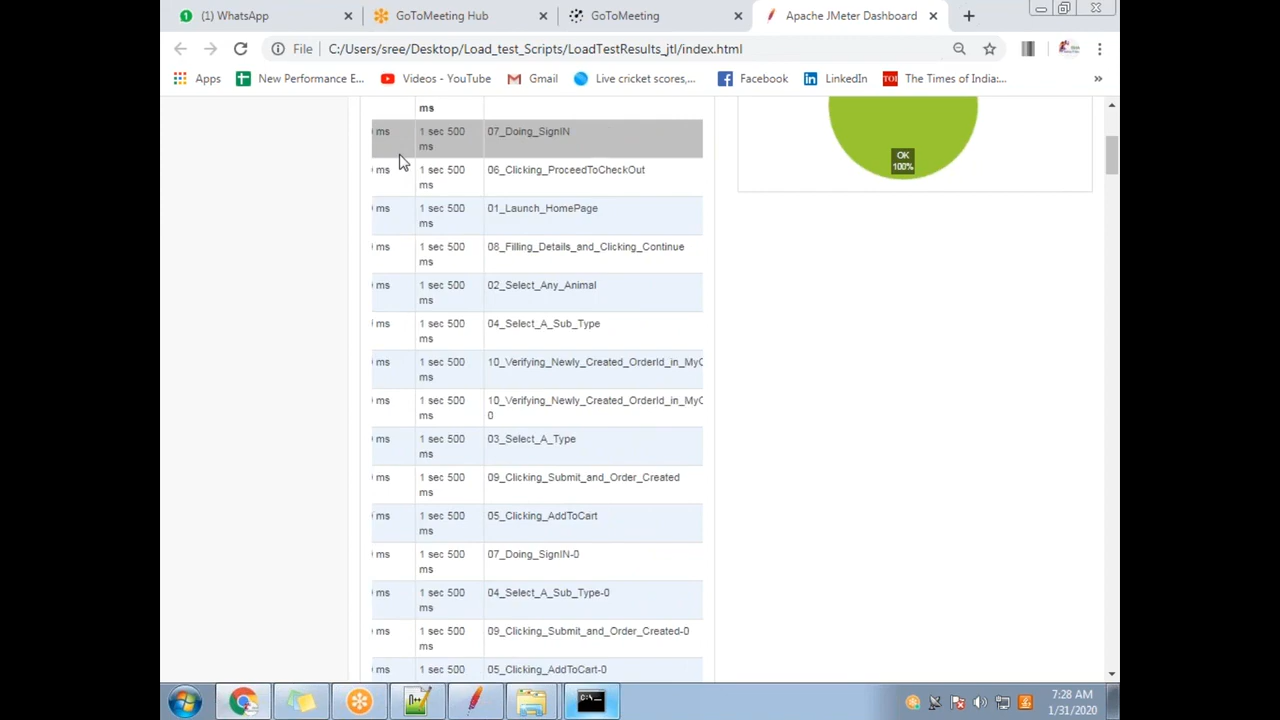 (1) WhatsApp
GoToMeeting Hub
GoToMeeting
Apache JMeter Dashboard
File C:/Users/sree/Desktop/Load_test_Scripts/LoadTestResults_jtl/index.html
Apps
New Performance E...
Videos - YouTube
Gmail
Live cricket scores,...
Facebook
LinkedIn
TOI
The Times of India:...
»
ms
ms 1 sec 500 ms 07_Doing_SignIN
ms 1 sec 500 ms 06_Clicking_ProceedToCheckOut
ms 1 sec 500 ms 01_Launch_HomePage
ms 1 sec 500 ms 08_Filling_Details_and_Clicking_Continue
ms 1 sec 500 ms 02_Select_Any_Animal
ms 1 sec 500 ms 04_Select_A_Sub_Type
ms 1 sec 500 ms 10_Verifying_Newly_Created_OrderId_in_My
ms 1 sec 500 ms 10_Verifying_Newly_Created_OrderId_in_My
0
ms 1 sec 500 ms 03_Select_A_Type
ms 1 sec 500 ms 09_Clicking_Submit_and_Order_Created
ms 1 sec 500 ms 05_Clicking_AddToCart
ms 1 sec 500 ms 07_Doing_SignIN-0
ms 1 sec 500 ms 04_Select_A_Sub_Type-0
ms 1 sec 500 ms 09_Clicking_Submit_and_Order_Created-0
ms 1 sec 500 05_Clicking_AddToCart-0
OK
100%
7:28 AM
1/31/2020